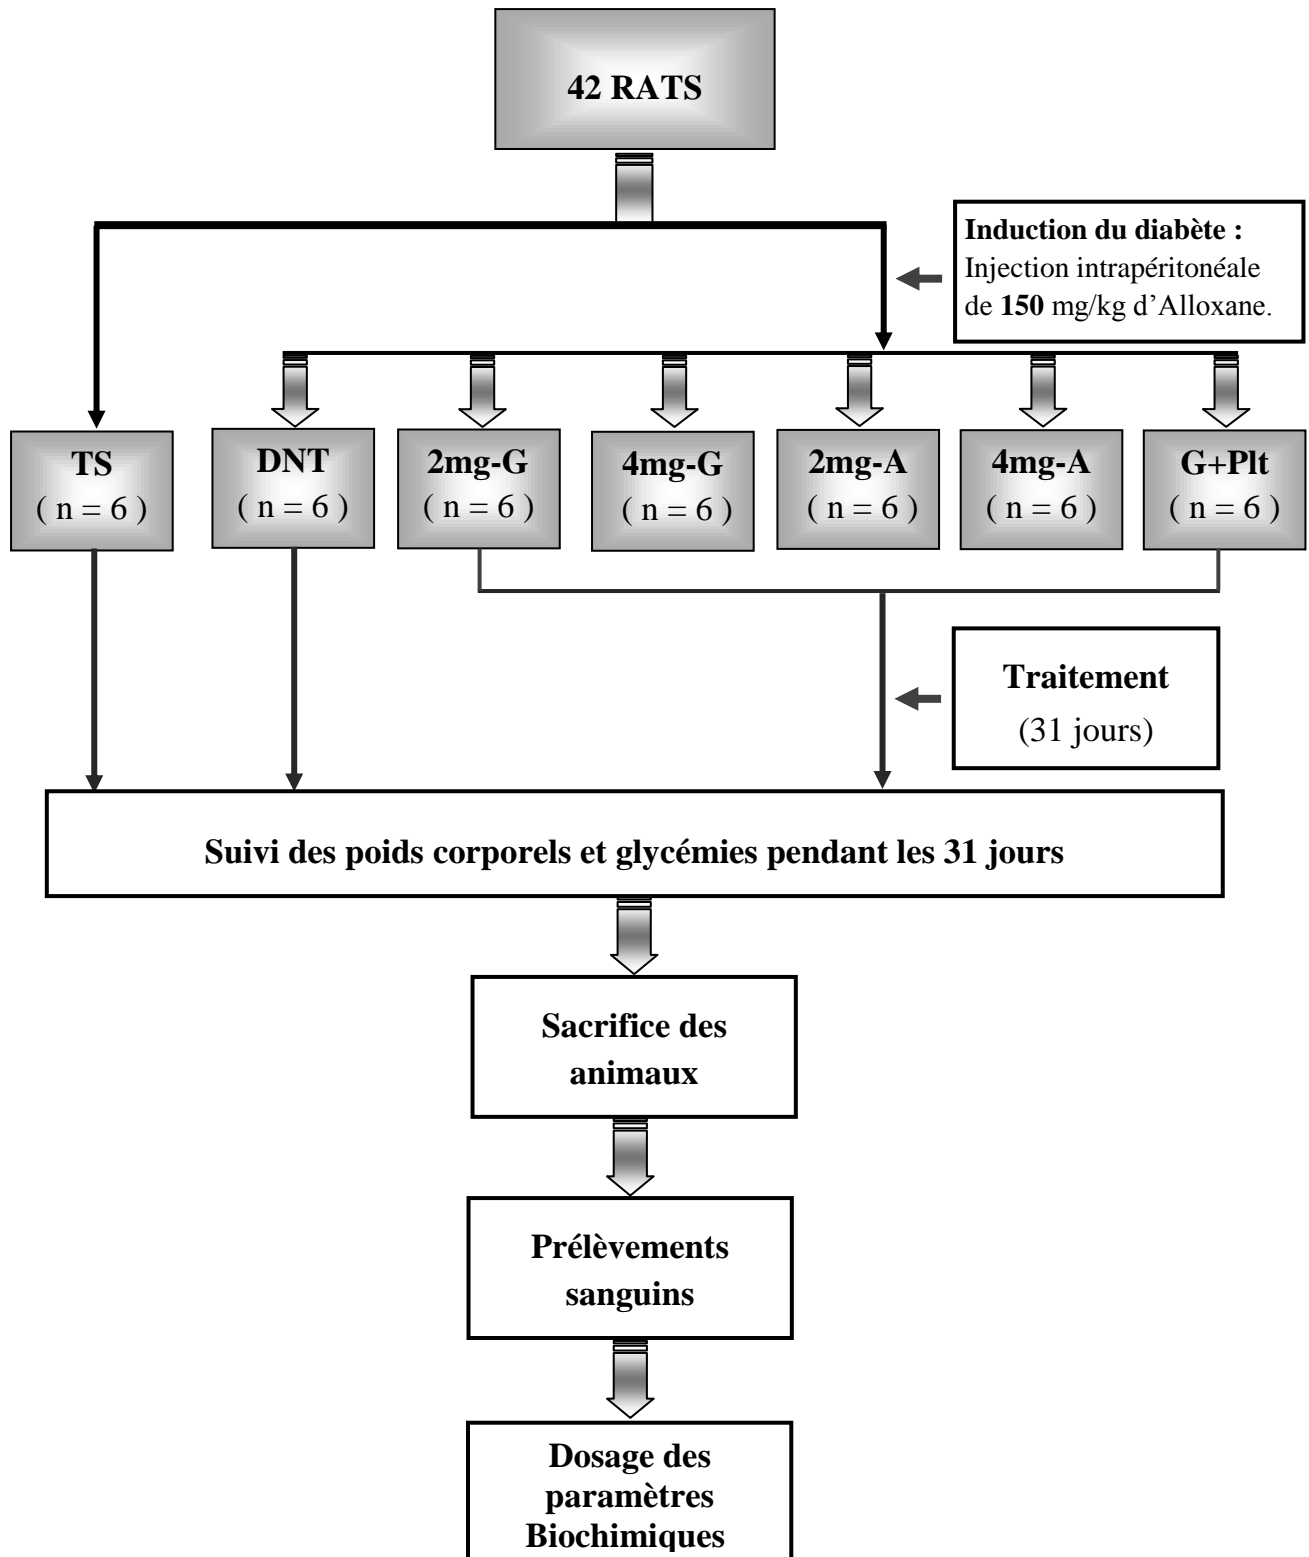 42 RATS
Induction du diabète :
Injection intrapéritonéale
de 150 mg/kg d’Alloxane.
TS
( n = 6 )
DNT
( n = 6 )
2mg-G
( n = 6 )
4mg-G
( n = 6 )
2mg-A
( n = 6 )
4mg-A
( n = 6 )
G+Plt
( n = 6 )
Traitement
(31 jours)
Suivi des poids corporels et glycémies pendant les 31 jours
Sacrifice des
animaux
Prélèvements
sanguins
Dosage des
paramètres
Biochimiques